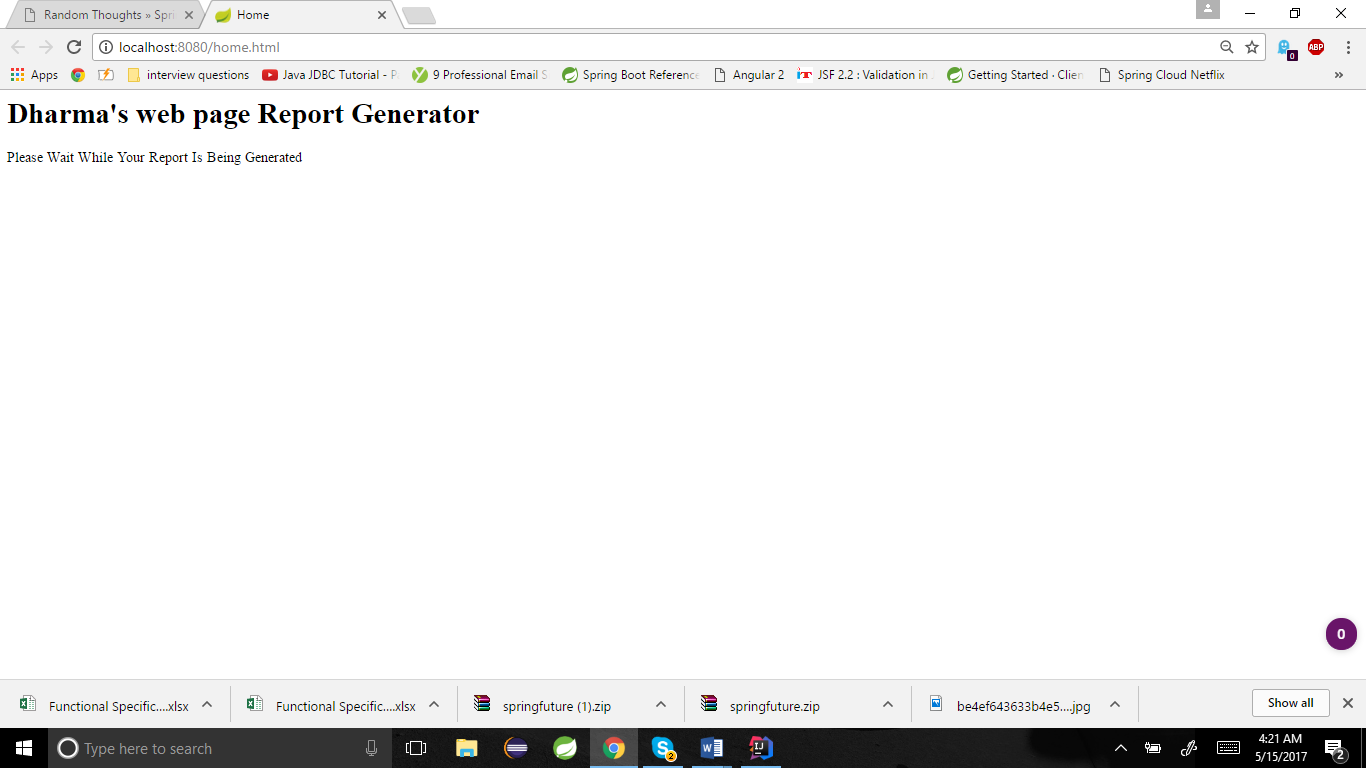 Random Thoughts » Spri
Home
localhost:8080/home.html
ABP
0
Apps
interview questions
Java JDBC Tutorial - P
9 Professional Email S
Spring Boot Reference
Angular 2
JSF 2.2 : Validation in
Getting Started · Clien
Spring Cloud Netflix
»
Dharma's web page Report Generator
Please Wait While Your Report Is Being Generated
0
Functional Specific....xlsx
Functional Specific....xlsx
springfuture (1).zip
springfuture.zip
be4ef643633b4e5....jpg
Show all
Type here to search
2
IJ
4:21 AM
5/15/2017
2